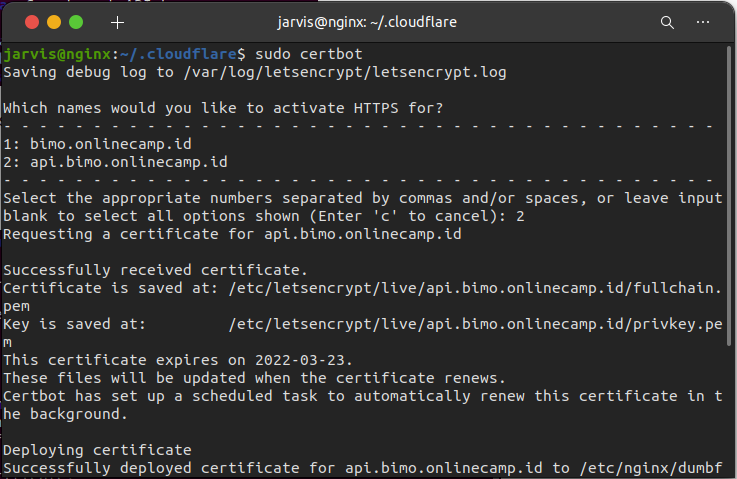 jarvis@nginx: ~/.cloudflare
jarvis@nginx:~/.cloudflare$ sudo certbot
Saving debug log to /var/log/letsencrypt/letsencrypt.log
Which names would you like to activate HTTPS for?
- - - - - - - - - - - - - - - - - - - - - - - - - - - - - - - - - - - - - - - -
1: bimo.onlinecamp.id
2: api.bimo.onlinecamp.id
- - - - - - - - - - - - - - - - - - - - - - - - - - - - - - - - - - - - - - - -
Select the appropriate numbers separated by commas and/or spaces, or leave input
blank to select all options shown (Enter 'c' to cancel): 2
Requesting a certificate for api.bimo.onlinecamp.id
Successfully received certificate.
Certificate is saved at: /etc/letsencrypt/live/api.bimo.onlinecamp.id/fullchain.
pem
Key is saved at:         /etc/letsencrypt/live/api.bimo.onlinecamp.id/privkey.pe
m
This certificate expires on 2022-03-23.
These files will be updated when the certificate renews.
Certbot has set up a scheduled task to automatically renew this certificate in t
he background.
Deploying certificate
Successfully deployed certificate for api.bimo.onlinecamp.id to /etc/nginx/dumbf